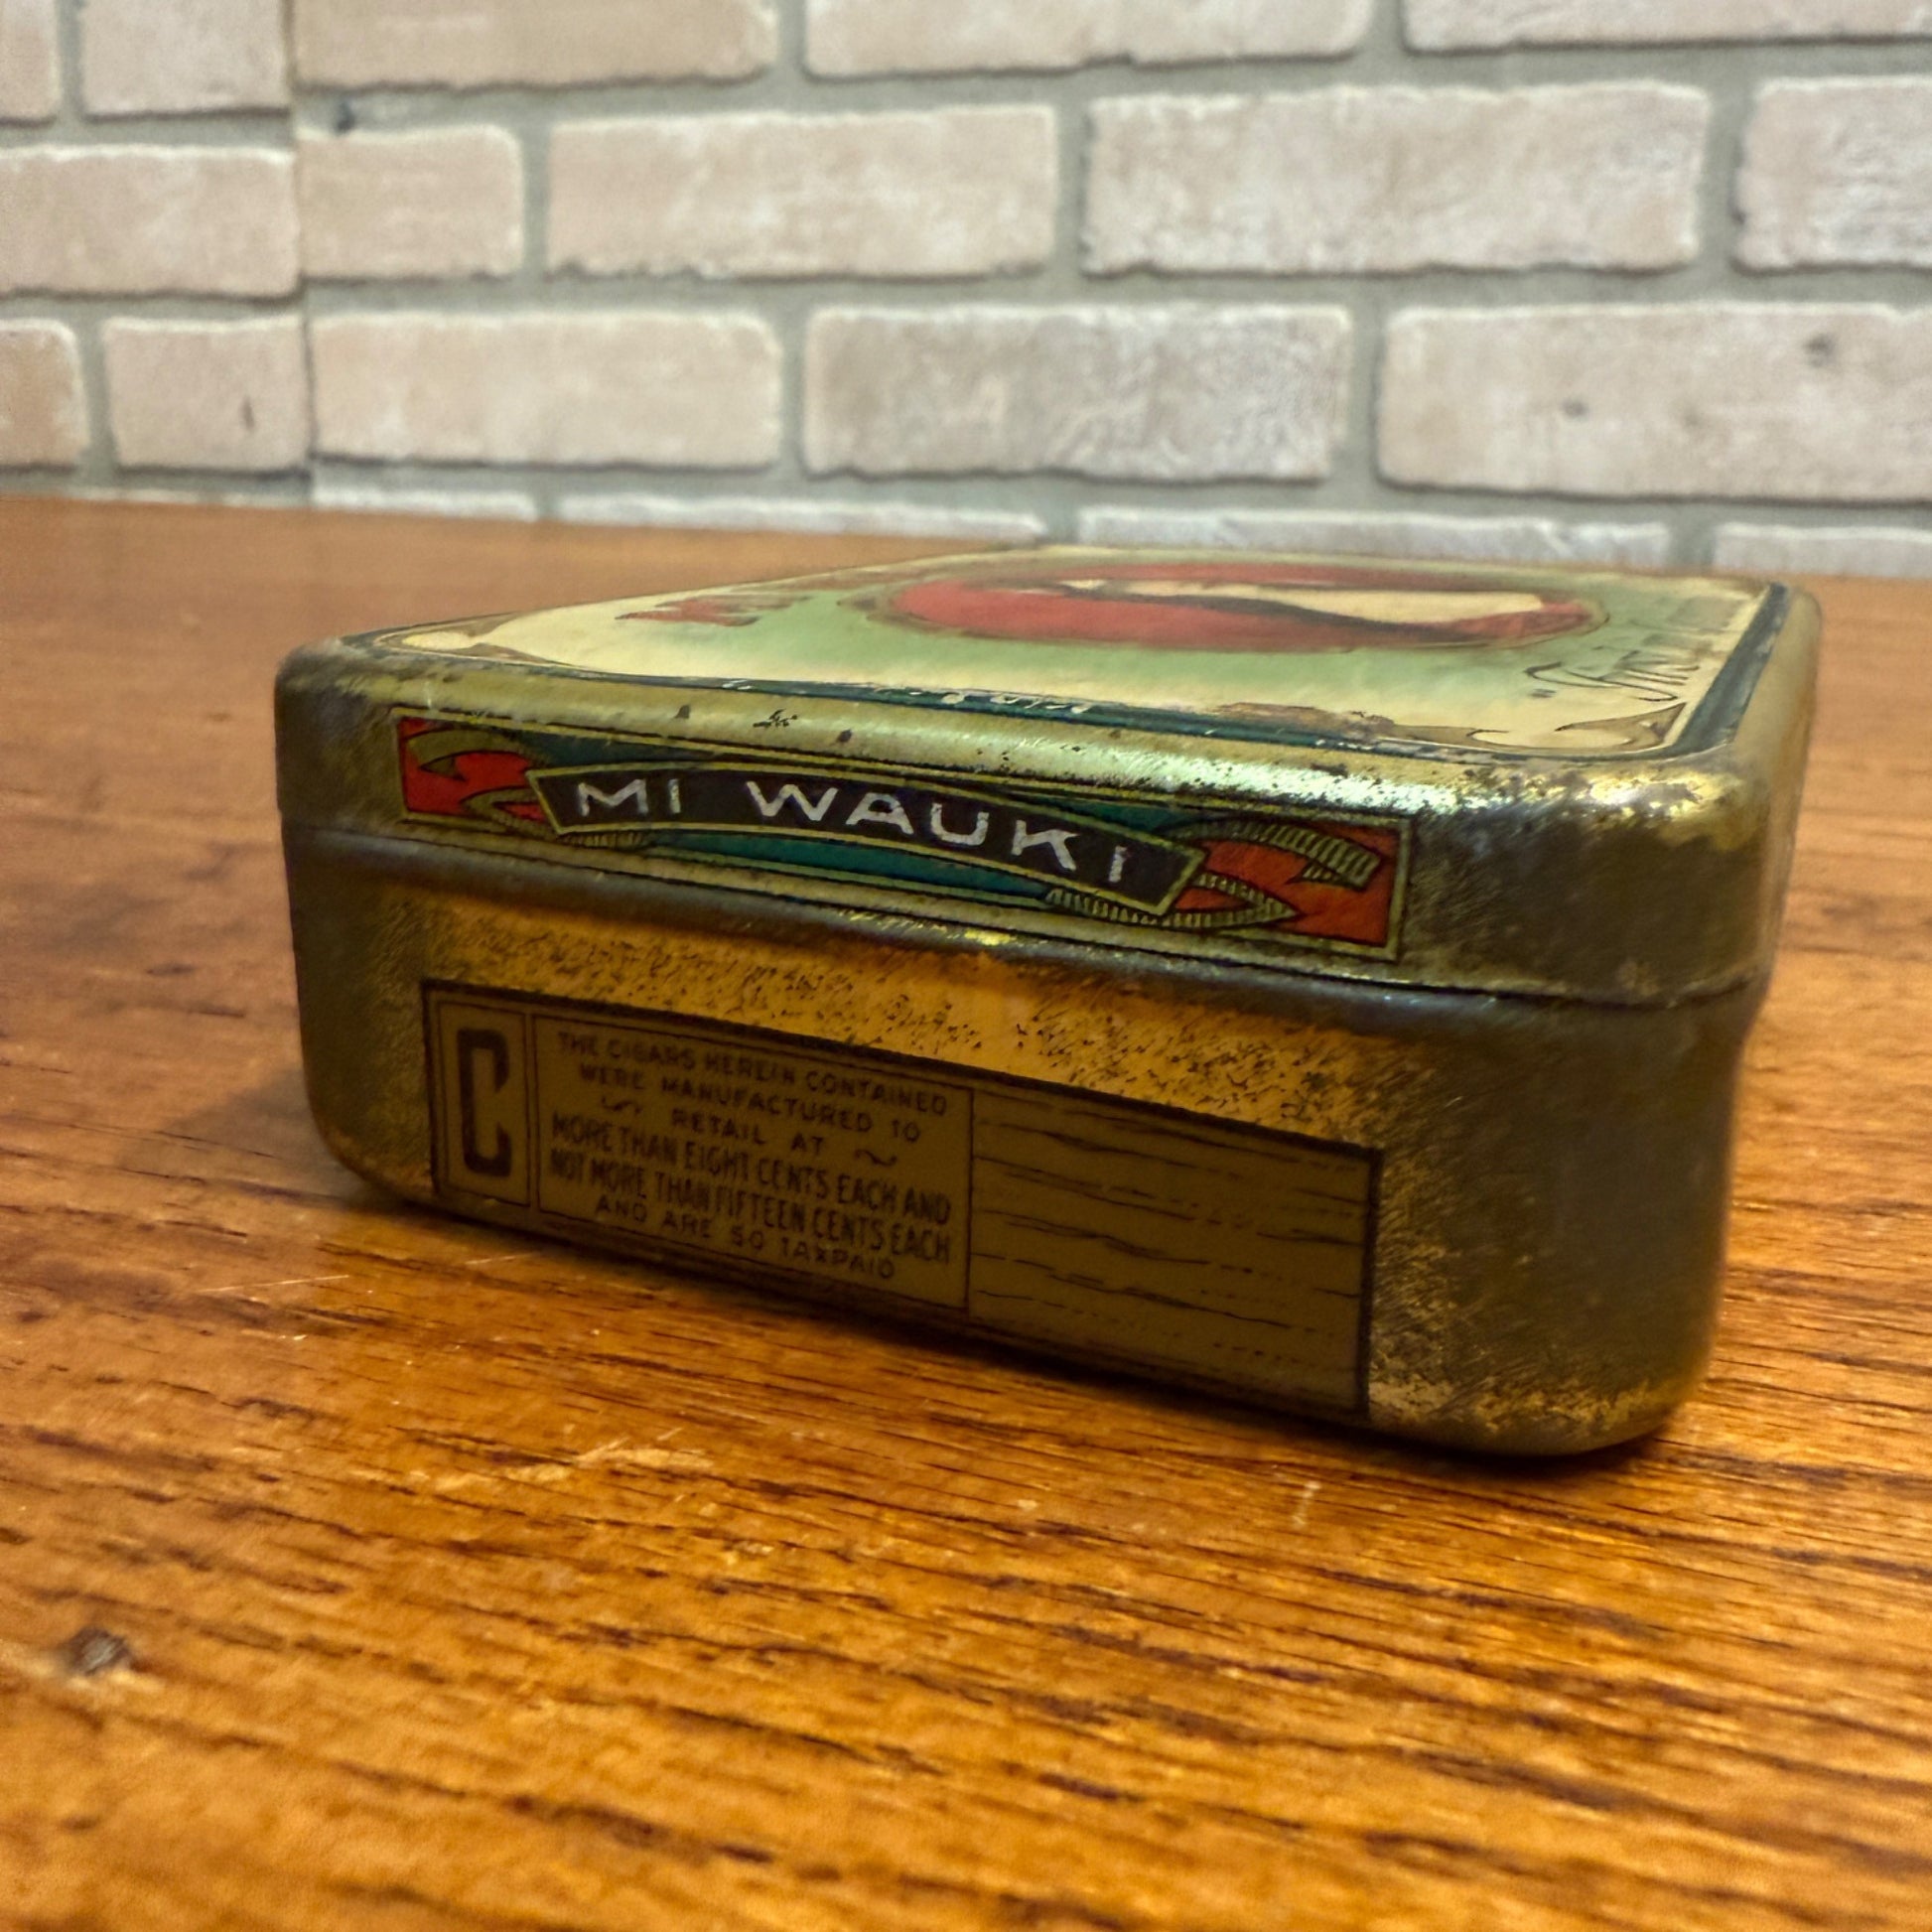 MI WAUKI
C
THE CIGARS HEREIN CONTAINED
WERE MANUFACTURED TO
RETAIL AT
MORE THAN EIGHT CENTS EACH AND
NOT MORE THAN FIFTEEN CENTS EACH
AND ARE SO TAXPAID